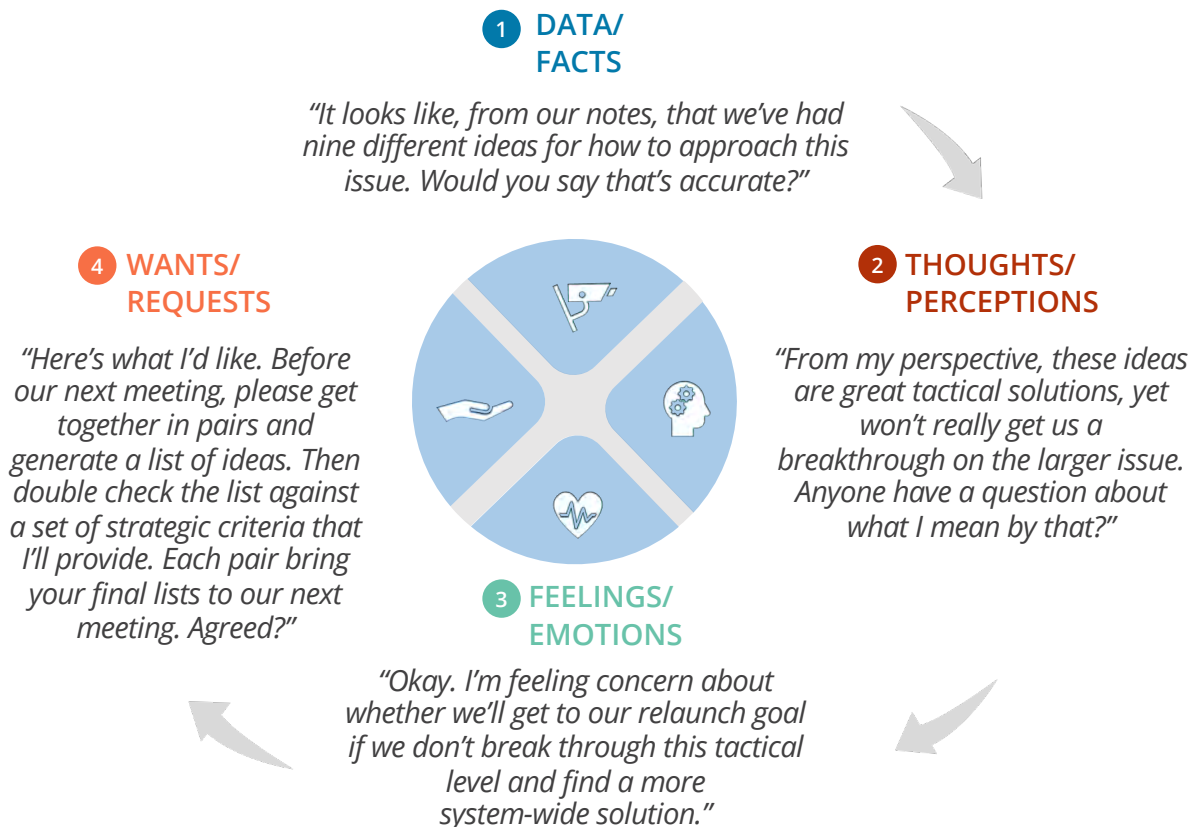 1 DATA/
FACTS
“It looks like, from our notes, that we’ve had
nine different ideas for how to approach this
issue. Would you say that’s accurate?”
2 THOUGHTS/
PERCEPTIONS
“From my perspective, these ideas
are great tactical solutions, yet
won’t really get us a
breakthrough on the larger issue.
Anyone have a question about
what I mean by that?”
3 FEELINGS/
EMOTIONS
“Okay. I’m feeling concern about
whether we’ll get to our relaunch goal
if we don’t break through this tactical
level and find a more
system-wide solution.”
4 WANTS/
REQUESTS
“Here’s what I’d like. Before
our next meeting, please get
together in pairs and
generate a list of ideas. Then
double check the list against
a set of strategic criteria that
I’ll provide. Each pair bring
your final lists to our next
meeting. Agreed?”